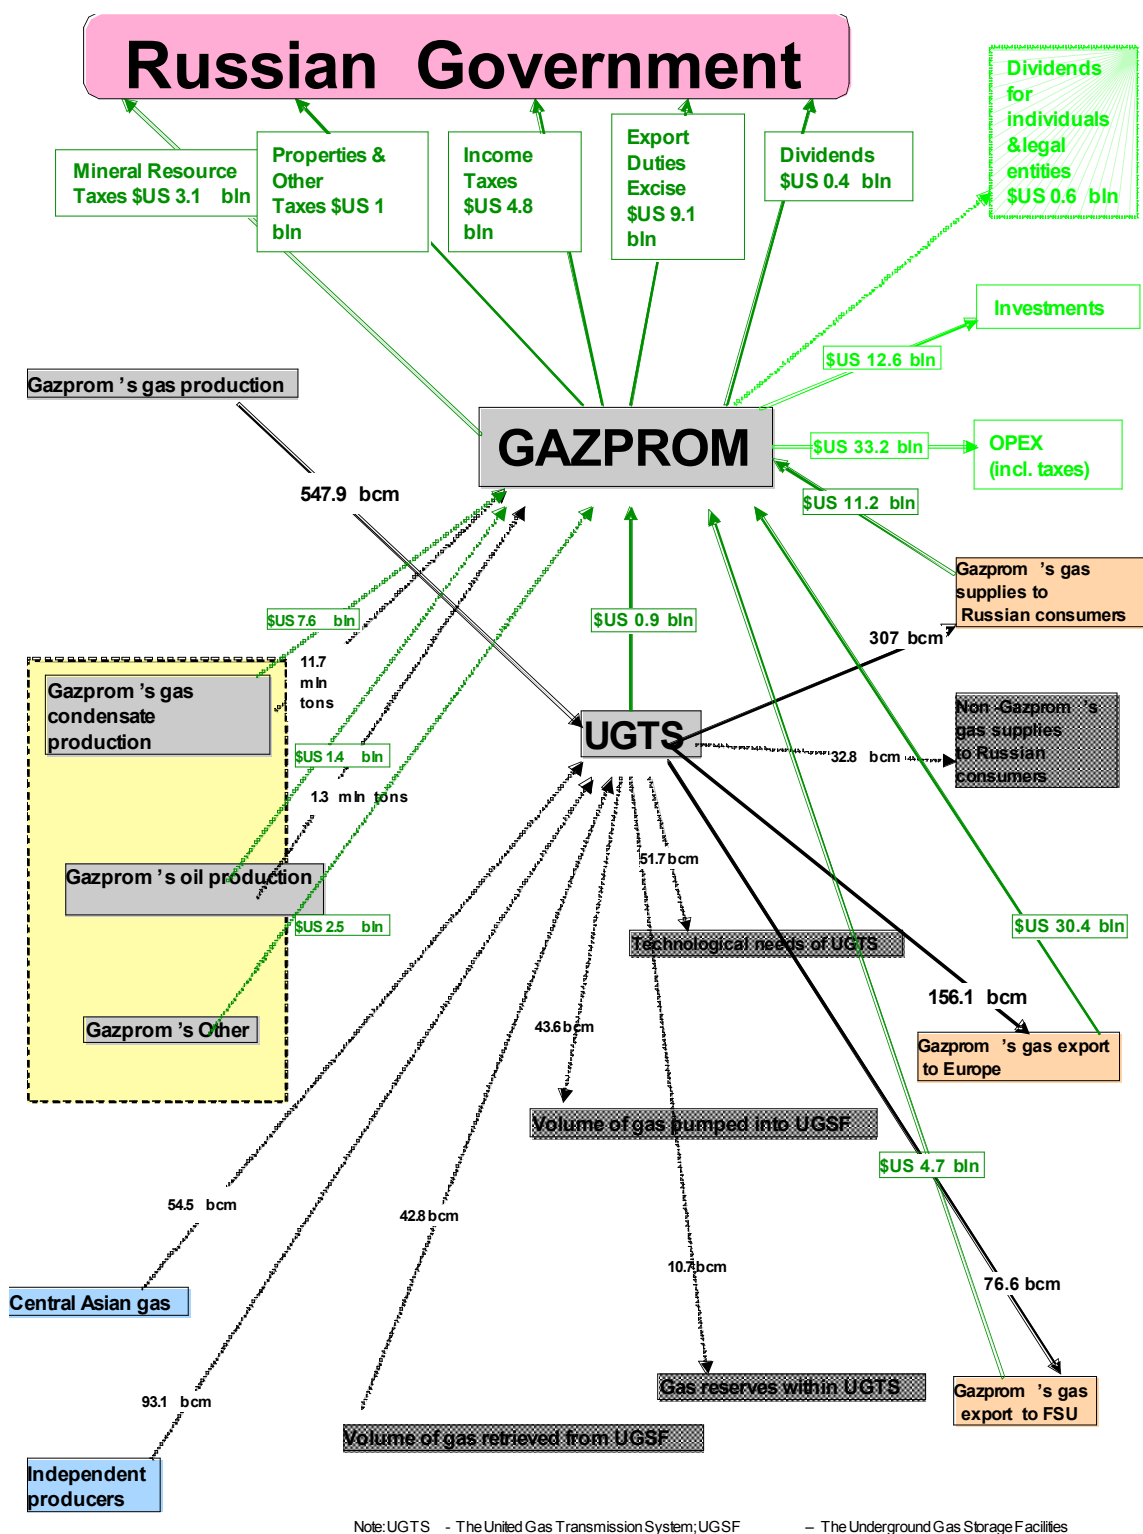 Russian Government
Dividends
for
individuals
&legal
entities
$US 0.6 bln
Mineral Resource
Taxes $US 3.1 bln
Properties &
Other
Taxes $US 1
bln
Income
Taxes
$US 4.8
bln
Export
Duties
Excise
$US 9.1
bln
Dividends
$US 0.4 bln
Investments
$US 12.6 bln
Gazprom 's gas production
GAZPROM
$US 33.2 bln
OPEX
(incl. taxes)
547.9 bcm
$US 11.2 bln
Gazprom 's gas
supplies to
Russian consumers
$US 7.6 bln
$US 0.9 bln
307 bcm
11.7
mln
tons
Gazprom 's gas
condensate
production
UGTS
Non -Gazprom 's
gas supplies
to Russian
consumers
$US 1.4 bln
32.8 bcm
1.3 mln tons
51.7 bcm
Gazprom 's oil production
$US 2.5 bln
Technological needs of UGTS
$US 30.4 bln
156.1 bcm
Gazprom 's Other
43.6 bcm
Gazprom 's gas export
to Europe
Volume of gas pumped into UGSF
$US 4.7 bln
54.5 bcm
42.8 bcm
10.7 bcm
76.6 bcm
Central Asian gas
Gas reserves within UGTS
Gazprom 's gas
export to FSU
93.1 bcm
Volume of gas retrieved from UGSF
Independent
producers
Note: UGTS - The United Gas Transmission System; UGSF – The Underground Gas Storage Facilities